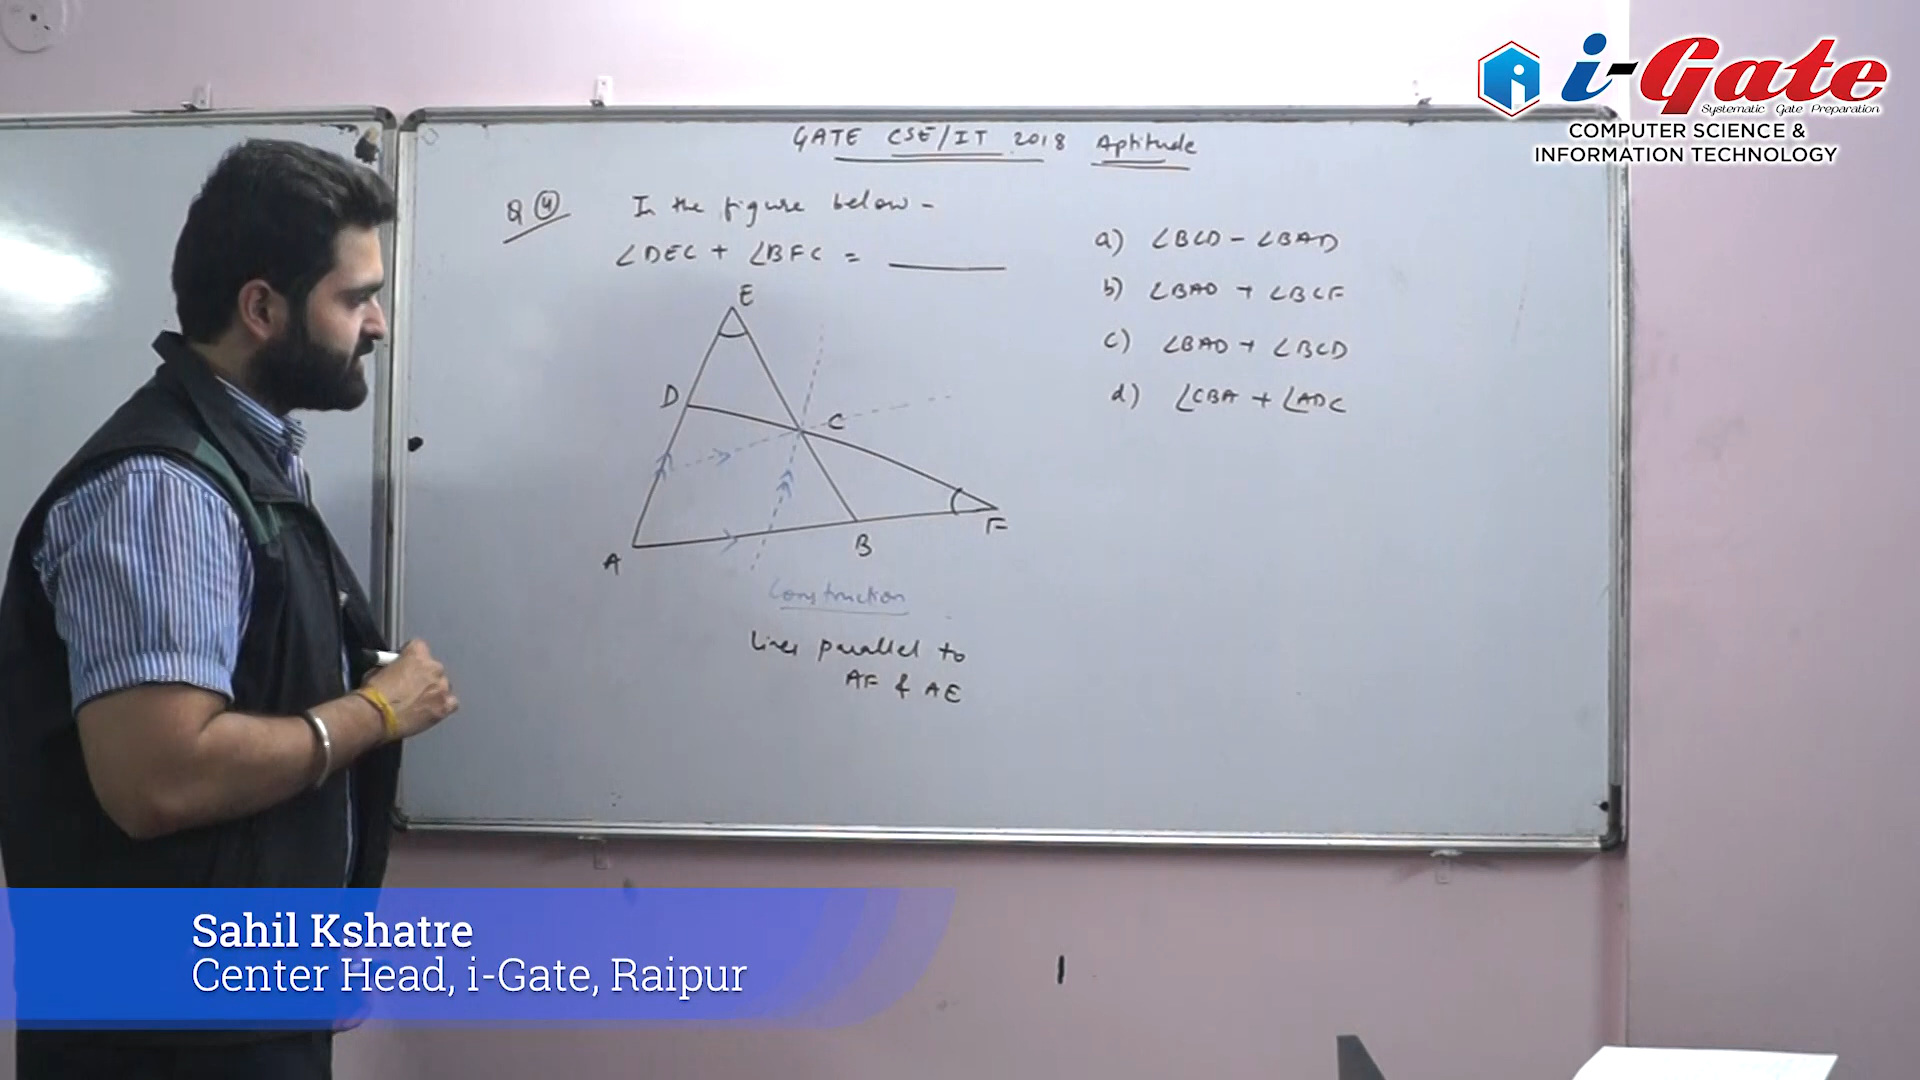 i-Gate
Systematic Gate Preparation
COMPUTER SCIENCE &
INFORMATION TECHNOLOGY
GATE CSE/IT 2018 Aptitude
Q 4
In the figure below -
∠DEC + ∠BFC = ______
a) ∠BCD - ∠BAD
b) ∠BAD + ∠BCF
c) ∠BAD + ∠BCD
d) ∠CBA + ∠ADC
E
D
C
F
B
A
Construction
Lines parallel to
AF & AE
Sahil Kshatre
Center Head, i-Gate, Raipur